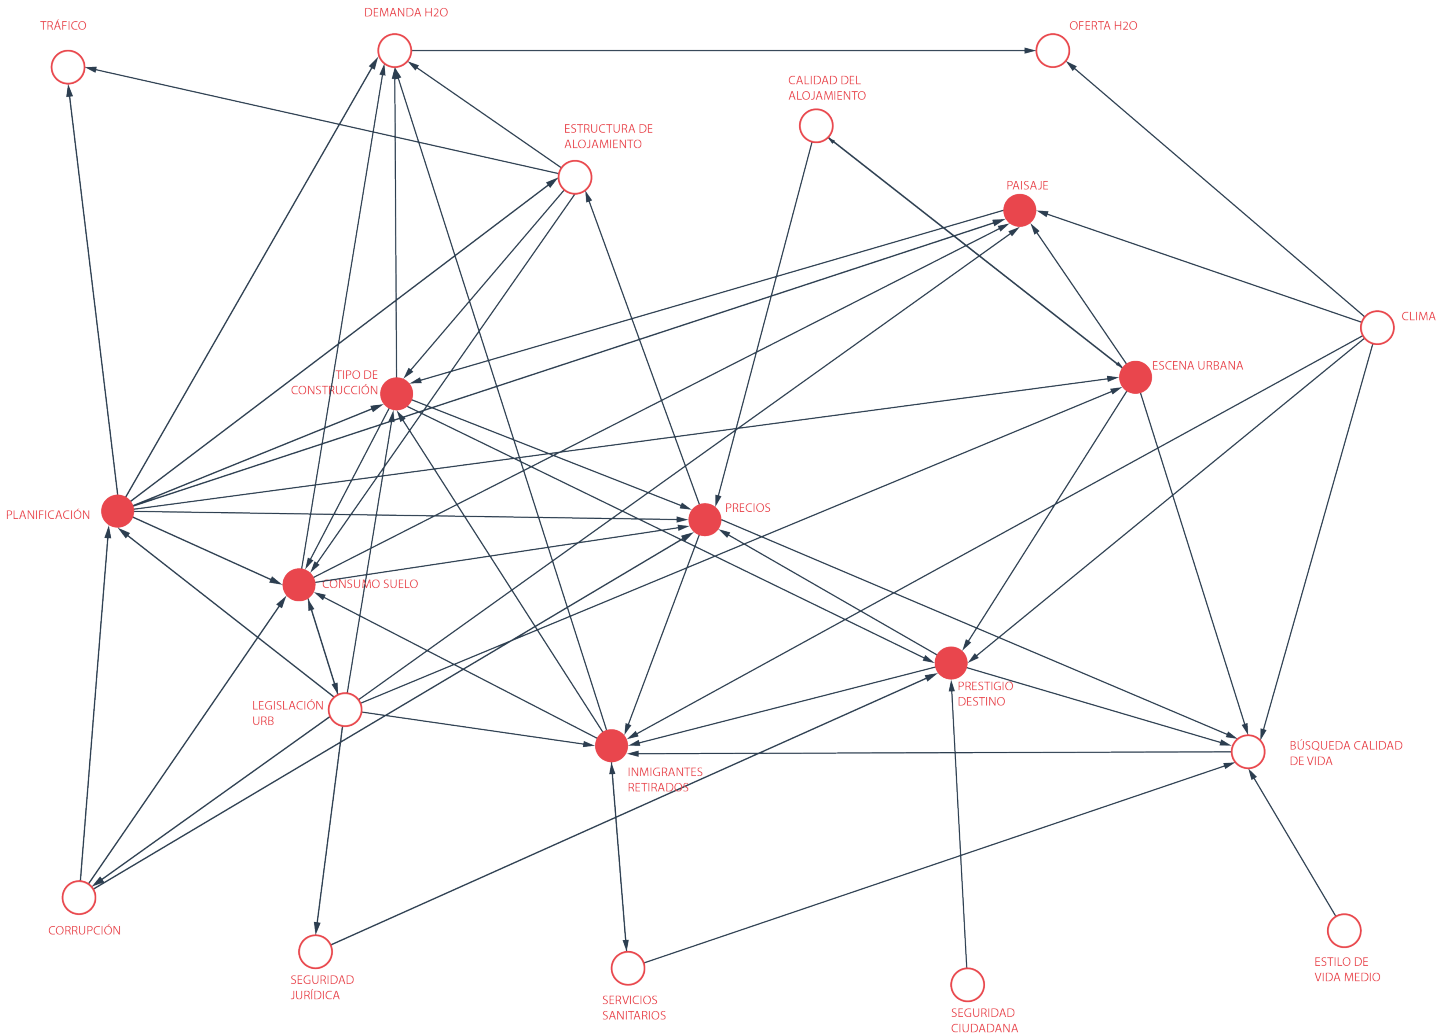 DEMANDA H2O
TRÁFICO
OFERTA H2O
CALIDAD DEL
ALOJAMIENTO
ESTRUCTURA DE
ALOJAMIENTO
PAISAJE
CLIMA
ESCENA URBANA
TIPO DE
CONSTRUCCIÓN
PRECIOS
PLANIFICACIÓN
CONSUMO SUELO
PRESTIGIO
DESTINO
LEGISLACIÓN
URB
BÚSQUEDA CALIDAD
DE VIDA
INMIGRANTES
RETIRADOS
CORRUPCIÓN
ESTILO DE
VIDA MEDIO
SEGURIDAD
JURÍDICA
SERVICIOS
SANITARIOS
SEGURIDAD
CIUDADANA